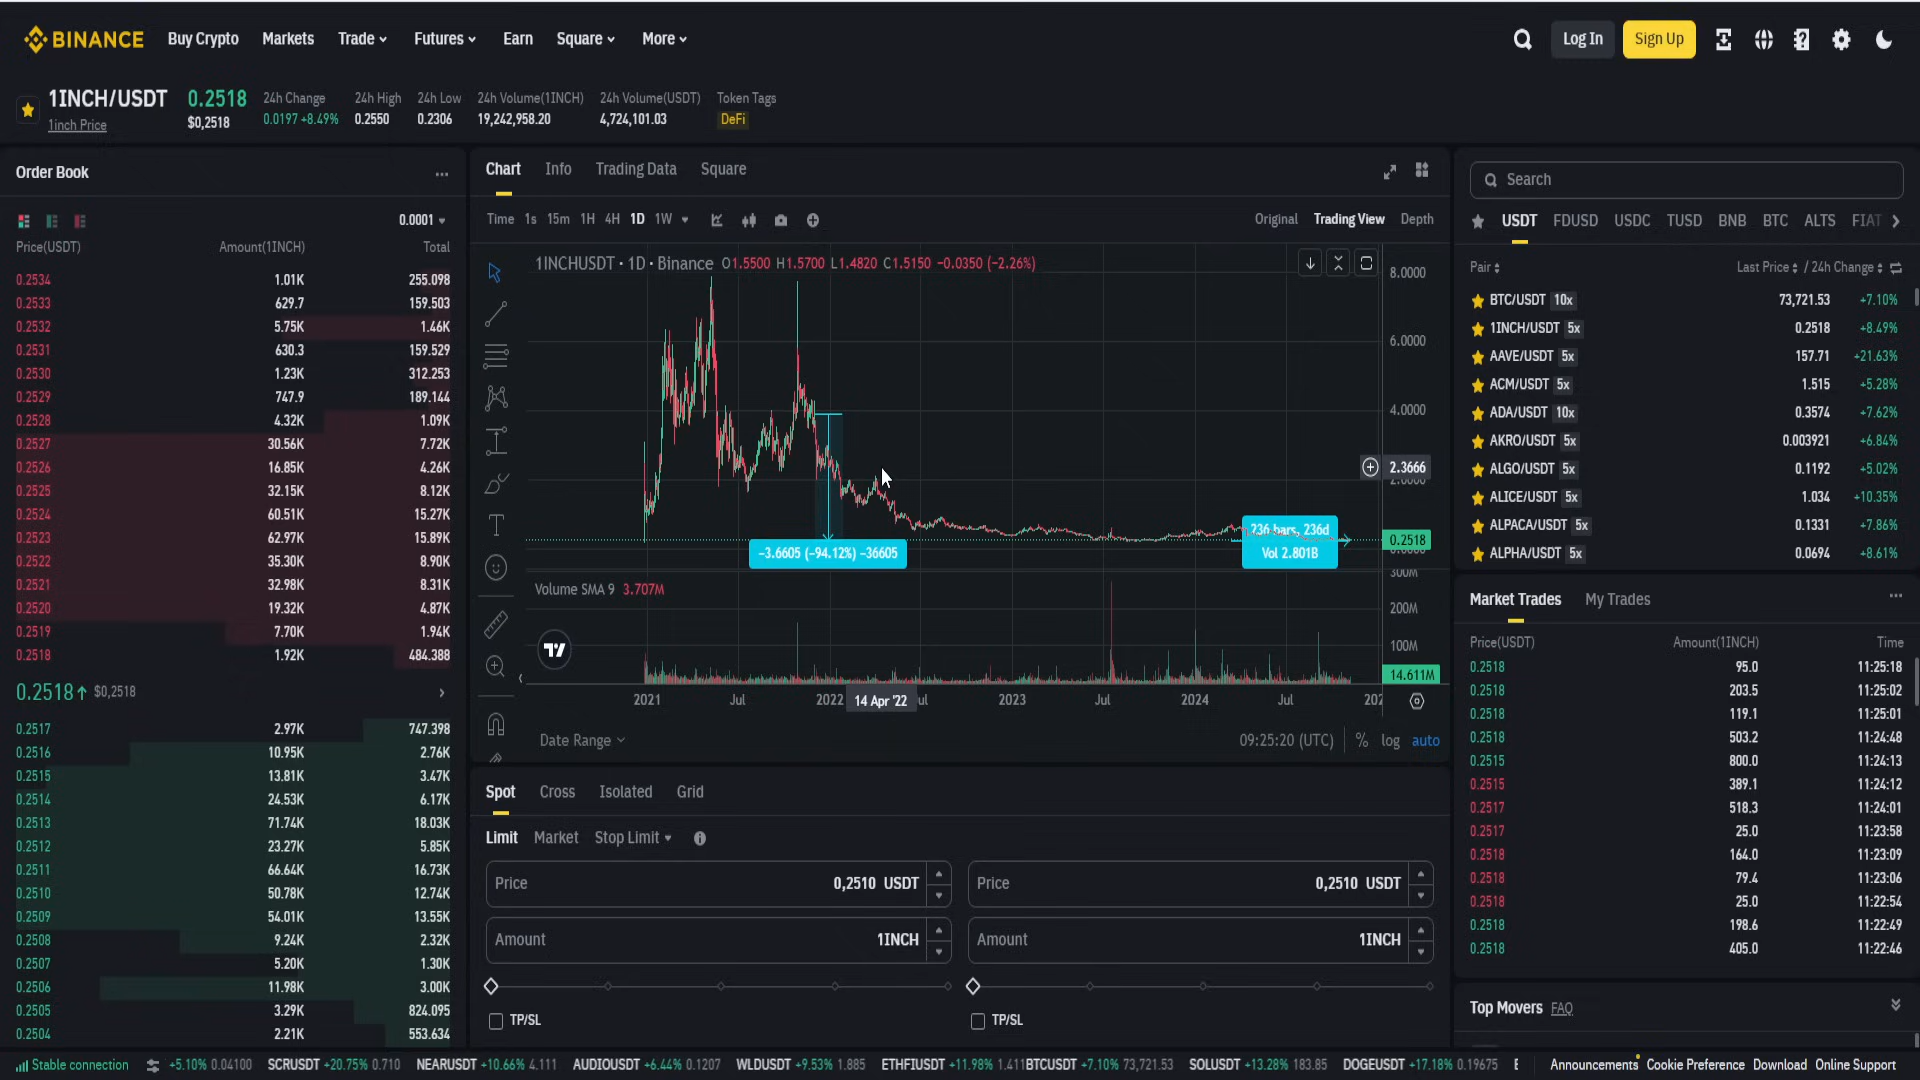 BINANCE Buy Crypto Markets Trade Futures Earn Square More Log In Sign Up
1INCH/USDT 0.2518 24h Change 24h High 24h Low 24h Volume(1INCH) 24h Volume(USDT) Token Tags
1inch Price $0,2518 0.0197 +8.49% 0.2550 0.2306 19,242,958.20 4,724,101.03 DeFi
Order Book
0.0001
Price(USDT) Amount(1INCH) Total
0.2534 1.01K 255.098
0.2533 629.7 159.503
0.2532 5.75K 1.46K
0.2531 630.3 159.529
0.2530 1.23K 312.253
0.2529 747.9 189.144
0.2528 4.32K 1.09K
0.2527 30.56K 7.72K
0.2526 16.85K 4.26K
0.2525 32.15K 8.12K
0.2524 60.51K 15.27K
0.2523 62.97K 15.89K
0.2522 35.30K 8.90K
0.2521 32.98K 8.31K
0.2520 19.32K 4.87K
0.2519 7.70K 1.94K
0.2518 1.92K 484.388
0.2518↑ $0,2518
0.2517 2.97K 747.398
0.2516 10.95K 2.76K
0.2515 13.81K 3.47K
0.2514 24.53K 6.17K
0.2513 71.74K 18.03K
0.2512 23.27K 5.85K
0.2511 66.64K 16.73K
0.2510 50.78K 12.74K
0.2509 54.01K 13.55K
0.2508 9.24K 2.32K
0.2507 5.20K 1.30K
0.2506 11.98K 3.00K
0.2505 3.29K 824.095
0.2504 2.21K 553.634
Chart Info Trading Data Square
Time 1s 15m 1H 4H 1D 1W Original Trading View Depth
1INCHUSDT · 1D · Binance O1.5500 H1.5700 L1.4820 C1.5150 −0.0350 (−2.26%)
8.0000
6.0000
4.0000
2.3666
0.2518
236 bars, 236d
Vol 2.801B
−3.6605 (−94.12%) −36605
Volume SMA 9 3.707M
300M
200M
100M
14.611M
2021 Jul 2022 14 Apr '22 ul 2023 Jul 2024 Jul 202
Date Range 09:25:20 (UTC) % log auto
Spot Cross Isolated Grid
Limit Market Stop Limit
Price 0,2510 USDT Price 0,2510 USDT
Amount 1INCH Amount 1INCH
TP/SL TP/SL
Search
USDT FDUSD USDC TUSD BNB BTC ALTS FIAT
Pair Last Price / 24h Change
BTC/USDT 10x 73,721.53 +7.10%
1INCH/USDT 5x 0.2518 +8.49%
AAVE/USDT 5x 157.71 +21.63%
ACM/USDT 5x 1.515 +5.28%
ADA/USDT 10x 0.3574 +7.62%
AKRO/USDT 5x 0.003921 +6.84%
ALGO/USDT 5x 0.1192 +5.02%
ALICE/USDT 5x 1.034 +10.35%
ALPACA/USDT 5x 0.1331 +7.86%
ALPHA/USDT 5x 0.0694 +8.61%
Market Trades My Trades
Price(USDT) Amount(1INCH) Time
0.2518 95.0 11:25:18
0.2518 203.5 11:25:02
0.2518 119.1 11:25:01
0.2518 503.2 11:24:48
0.2515 800.0 11:24:13
0.2515 389.1 11:24:12
0.2517 518.3 11:24:01
0.2517 25.0 11:23:58
0.2518 164.0 11:23:09
0.2518 79.4 11:23:06
0.2518 25.0 11:22:54
0.2518 198.6 11:22:49
0.2518 405.0 11:22:46
Top Movers FAQ
Stable connection +5.10% 0.04100 SCRUSDT +20.75% 0.710 NEARUSDT +10.66% 4.111 AUDIOUSDT +6.44% 0.1207 WLDUSDT +9.53% 1.885 ETHFIUSDT +11.98% 1.411 BTCUSDT +7.10% 73,721.53 SOLUSDT +13.28% 183.85 DOGEUSDT +17.18% 0.19675 Announcements Cookie Preference Download Online Support